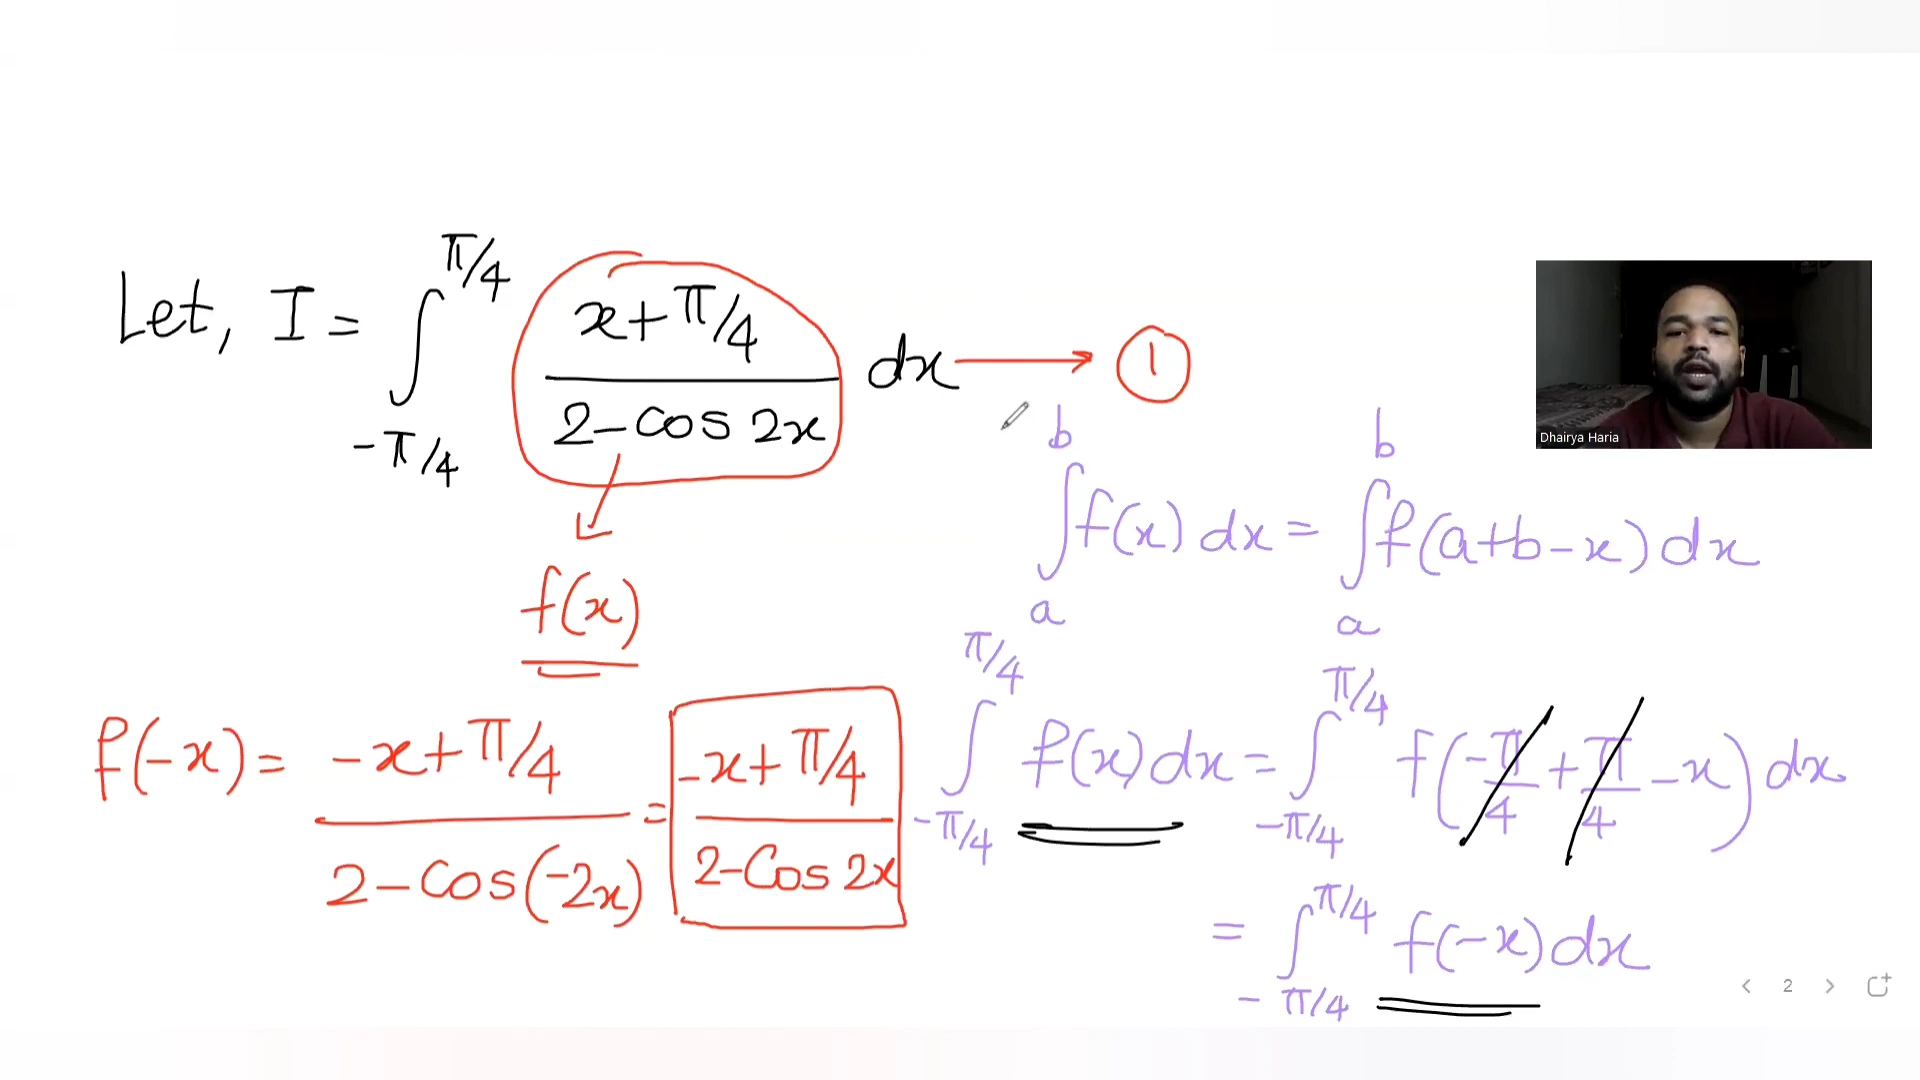 Let, I = ∫_{-π/4}^{π/4} (x+π/4)/(2-cos 2x) dx → ①
f(x)
∫_a^b f(x) dx = ∫_a^b f(a+b-x) dx
f(-x) = (-x+π/4)/(2-cos(-2x)) = (-x+π/4)/(2-Cos 2x)
∫_{-π/4}^{π/4} f(x) dx = ∫_{-π/4}^{π/4} f(-π/4 + π/4 - x) dx
= ∫_{-π/4}^{π/4} f(-x) dx
Dhairya Haria
2